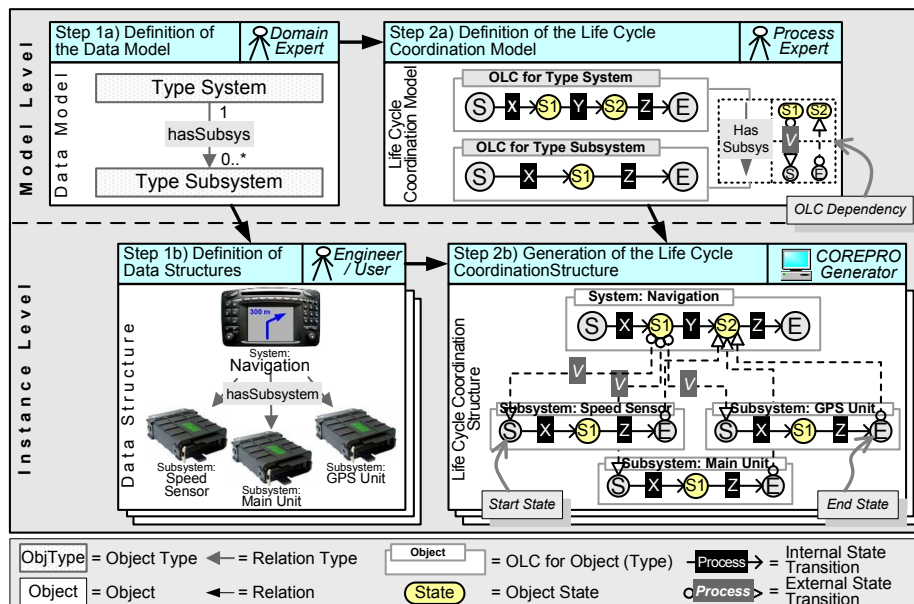 Model Level
Step 1a) Definition of
the Data Model
Domain
Expert
Data Model
Type System
1
hasSubsys
0..*
Type Subsystem
Step 2a) Definition of the Life Cycle
Coordination Model
Process
Expert
Life Cycle
Coordination Model
OLC for Type System
S X S1 Y S2 Z E
OLC for Type Subsystem
S X S1 Z E
Has
Subsys
S1 S2
V
S E
OLC Dependency
Instance Level
Step 1b) Definition of
Data Structures
Engineer
/ User
Data Structure
300 m
System:
Navigation
hasSubsystem
Subsystem:
Speed
Sensor
Subsystem:
Main Unit
Subsystem:
GPS Unit
Step 2b) Generation of the Life Cycle
CoordinationStructure
COREPRO
Generator
Life Cycle Coordination
Structure
System: Navigation
S X S1 Y S2 Z E
V V V
Subsystem: Speed Sensor
S X S1 Z E
Subsystem: GPS Unit
S X S1 Z E
Subsystem: Main Unit
S X S1 Z E
Start State
End State
ObjType = Object Type
= Relation Type
Object = OLC for Object (Type)
Process = Internal State
Transition
Object = Object
= Relation
State = Object State
Process = External State
Transition